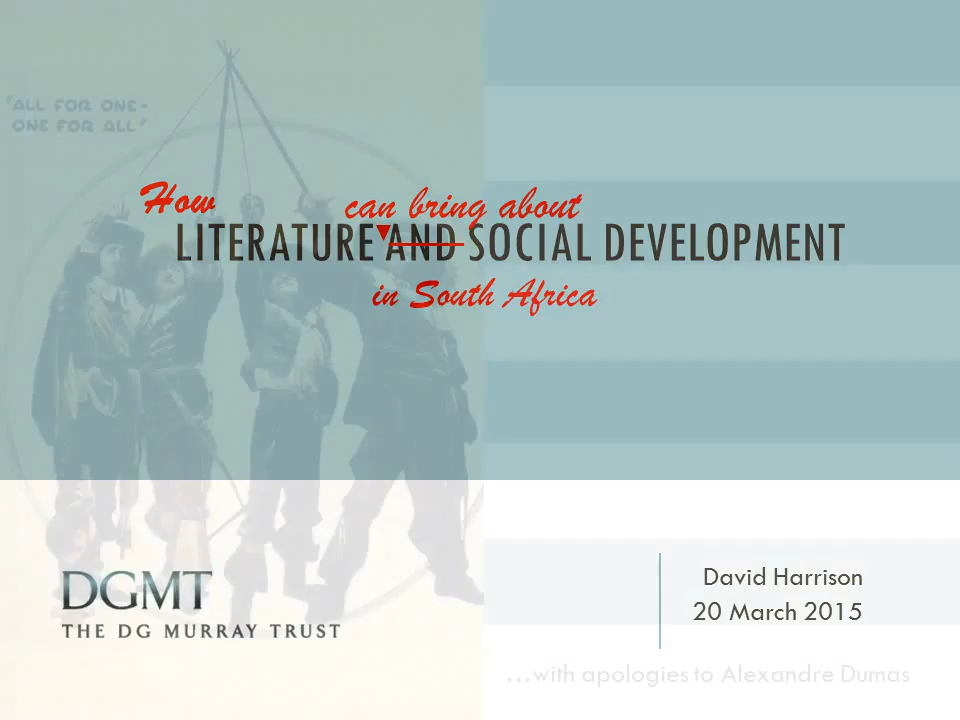 "ALL FOR ONE-
ONE FOR ALL"
How can bring about
LITERATURE AND SOCIAL DEVELOPMENT
in South Africa
DGMT
THE DG MURRAY TRUST
David Harrison
20 March 2015
...with apologies to Alexandre Dumas